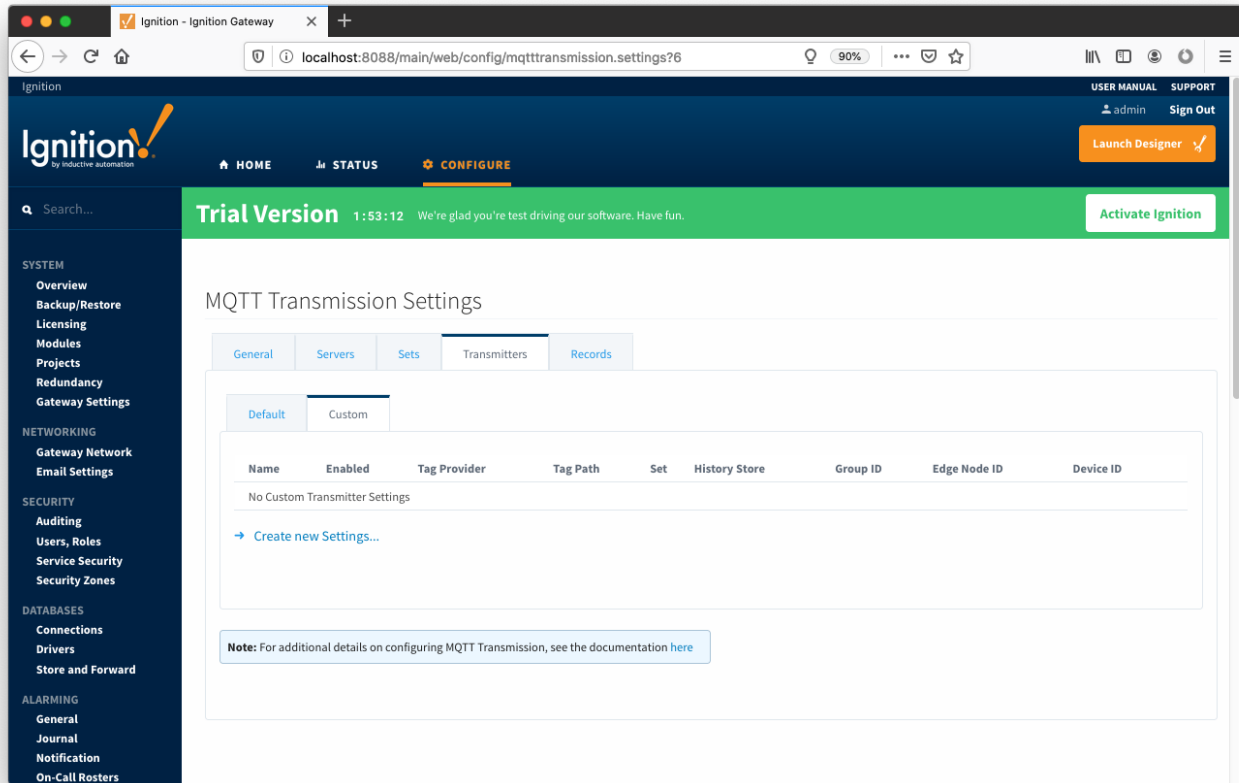 Ignition - Ignition Gateway
localhost:8088/main/web/config/mqtttransmission.settings?6
90%
Ignition
USER MANUAL SUPPORT
admin Sign Out
Ignition!
by inductive automation
Launch Designer
HOME STATUS CONFIGURE
Search...
Trial Version 1:53:12 We're glad you're test driving our software. Have fun.
Activate Ignition
SYSTEM
Overview
Backup/Restore
Licensing
Modules
Projects
Redundancy
Gateway Settings
NETWORKING
Gateway Network
Email Settings
SECURITY
Auditing
Users, Roles
Service Security
Security Zones
DATABASES
Connections
Drivers
Store and Forward
ALARMING
General
Journal
Notification
On-Call Rosters
MQTT Transmission Settings
General Servers Sets Transmitters Records
Default Custom
Name Enabled Tag Provider Tag Path Set History Store Group ID Edge Node ID Device ID
No Custom Transmitter Settings
Create new Settings...
Note: For additional details on configuring MQTT Transmission, see the documentation here